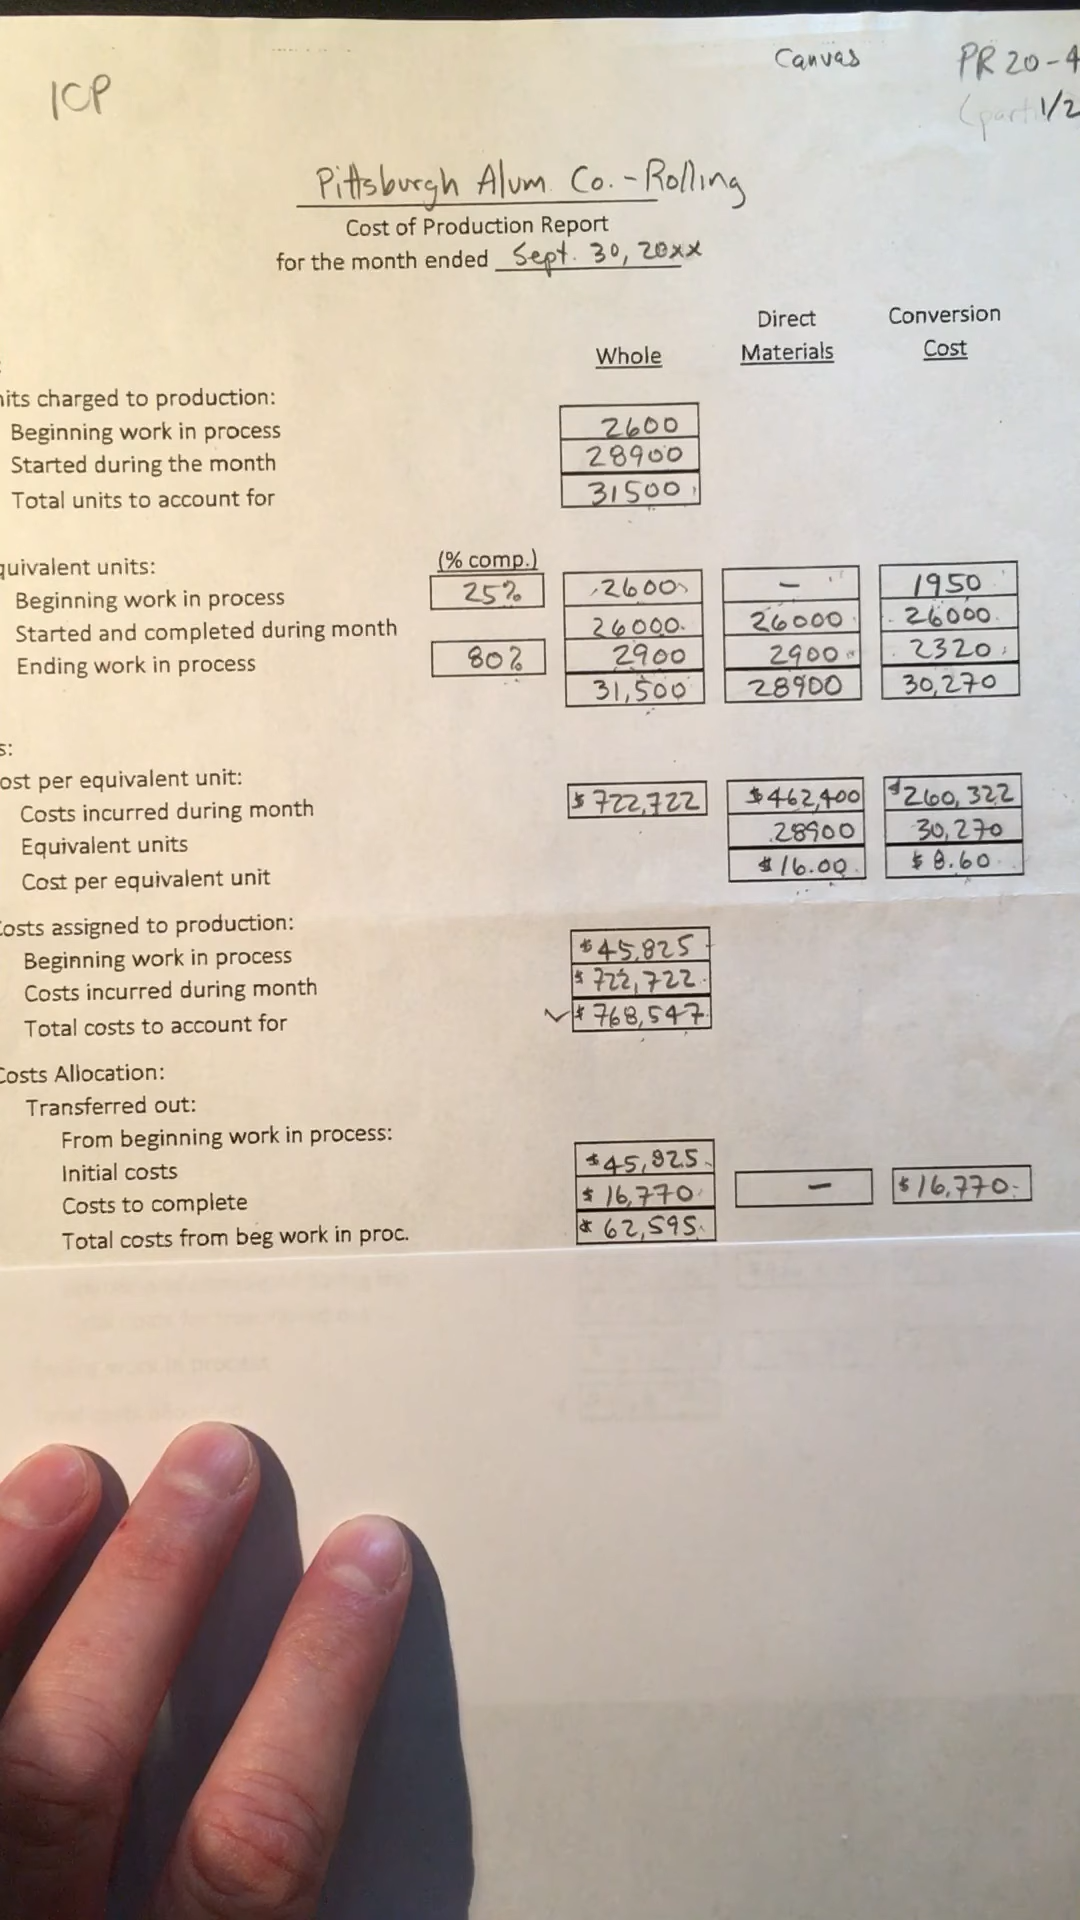 Canvas PR 20-4
ICP 1/2
Pittsburgh Alum. Co. - Rolling
Cost of Production Report
for the month ended Sept. 30, 20xx
Direct Conversion
Whole Materials Cost
:
nits charged to production:
Beginning work in process 2600
Started during the month 28900
Total units to account for 31500
(% comp.)
quivalent units:
Beginning work in process 25% 2600 - 1950
Started and completed during month 26000 26000 26000
Ending work in process 80% 2900 2900 2320
31,500 28900 30,270
s:
ost per equivalent unit:
Costs incurred during month $722,722 $462,400 $260,322
Equivalent units 28900 30,270
Cost per equivalent unit $16.00 $8.60
Costs assigned to production:
Beginning work in process $45,825
Costs incurred during month $722,722
Total costs to account for ✓ $768,547
Costs Allocation:
Transferred out:
From beginning work in process:
Initial costs $45,825
Costs to complete $16,770 - $16,770
Total costs from beg work in proc. $62,595